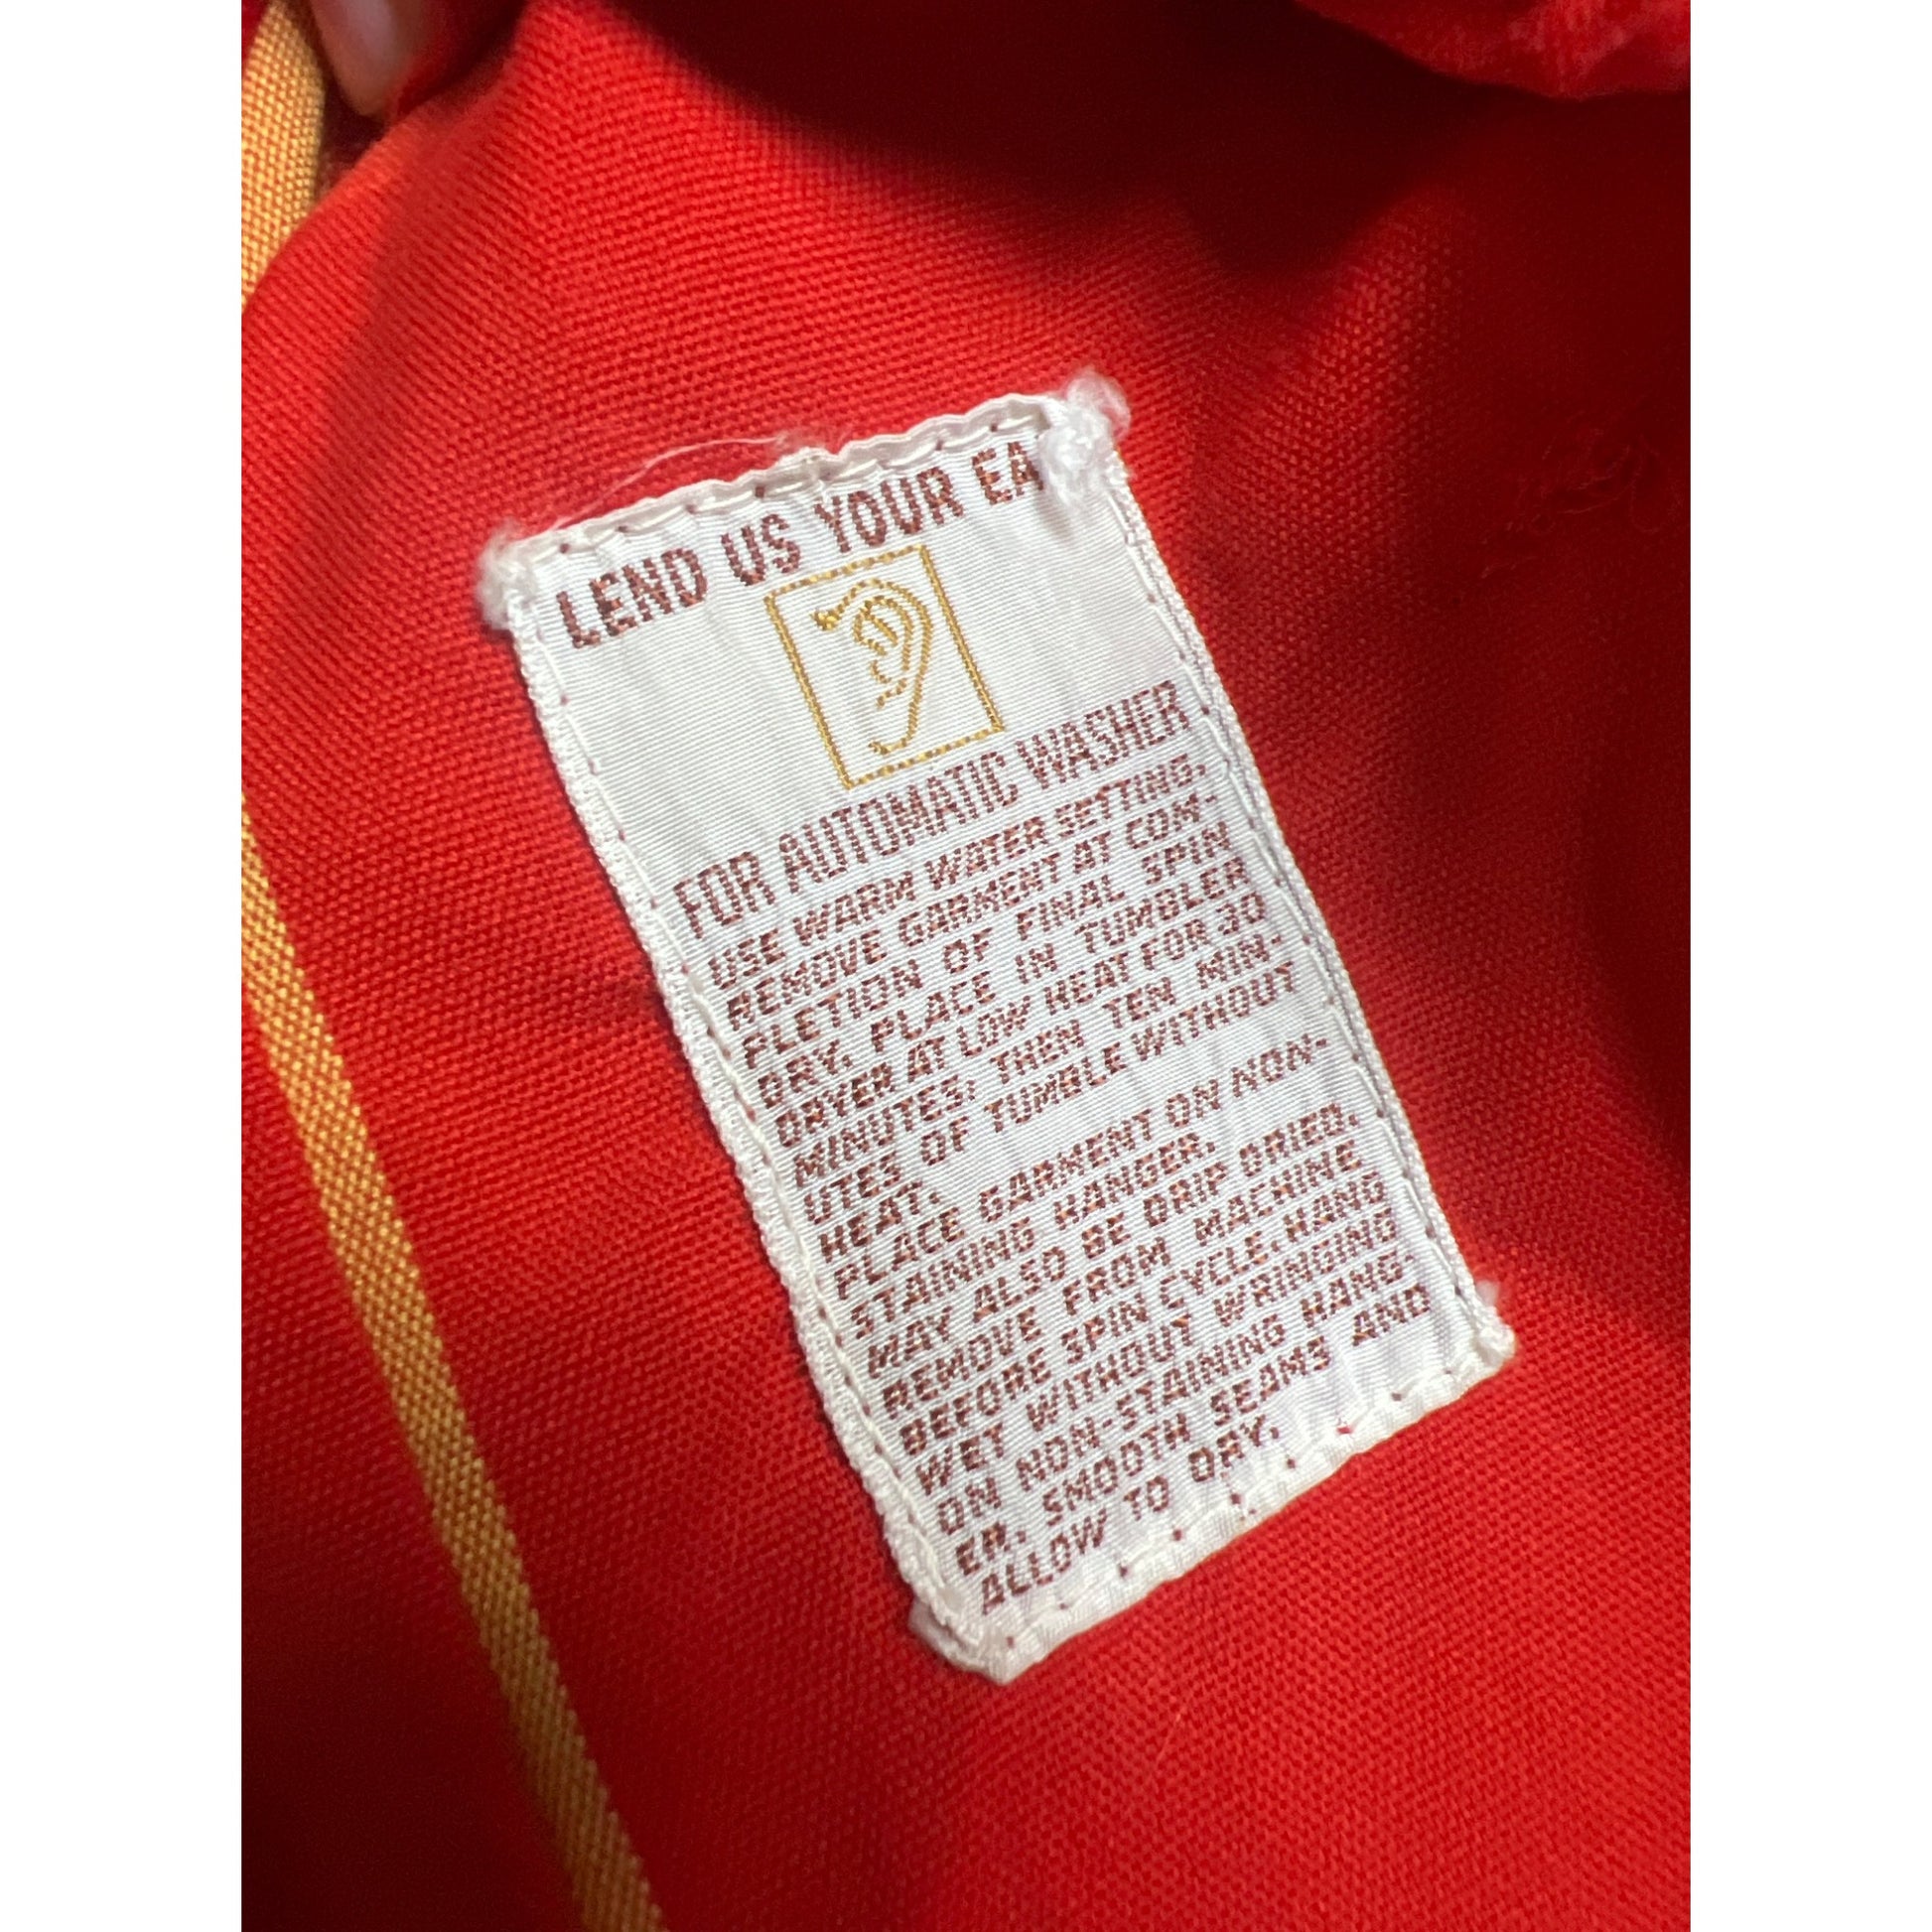 LEND US YOUR EA
FOR AUTOMATIC WASHER
USE WARM WATER SETTING.
REMOVE GARMENT AT COM-
PLETION OF FINAL SPIN
DRY. PLACE IN TUMBLER
DRYER AT LOW HEAT FOR 30
MINUTES; THEN TEN MIN-
UTES OF TUMBLE WITHOUT
HEAT.
PLACE GARMENT ON NON-
STAINING HANGER.
MAY ALSO BE DRIP DRIED.
REMOVE FROM MACHINE
BEFORE SPIN CYCLE. HANG
WEY WITHOUT WRINGING
ON NON-STAINING HANG
ER. SMOOTH SEAMS AND
ALLOW TO DRY.